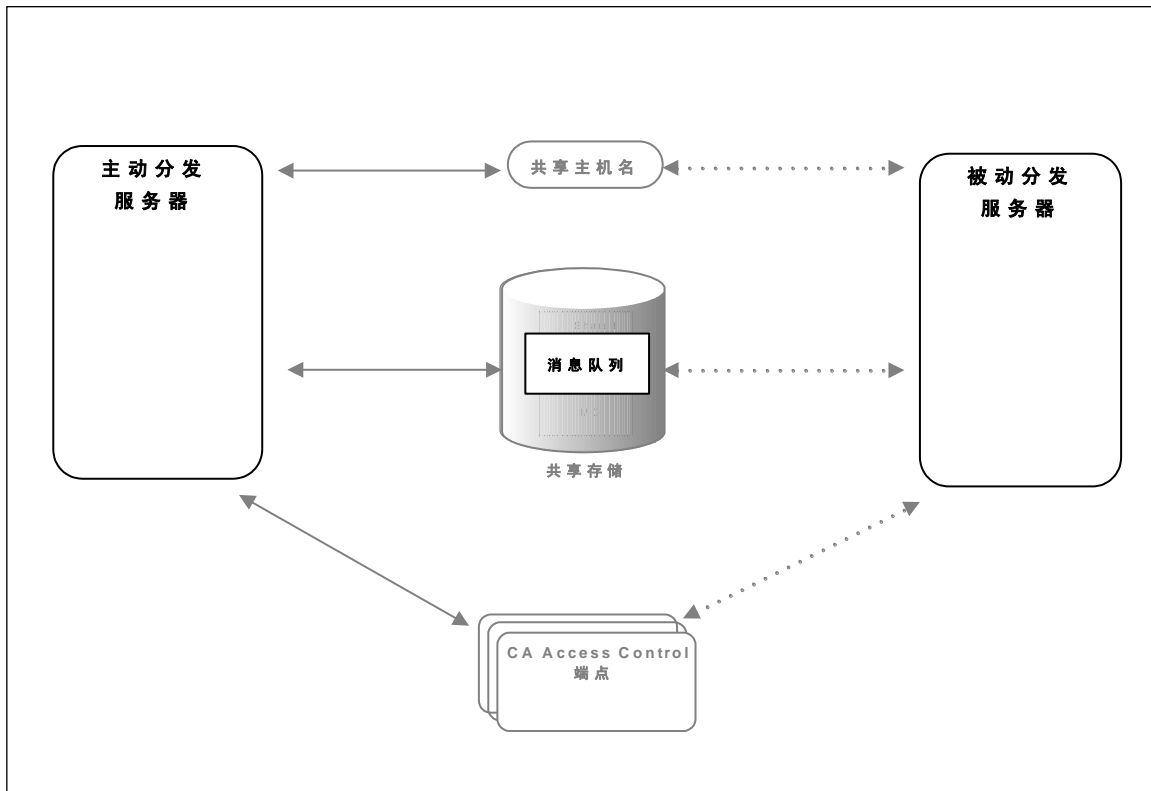 主动分发
服务器
共享主机名
被动分发
服务器
消息队列
共享存储
CA Access Control
端点